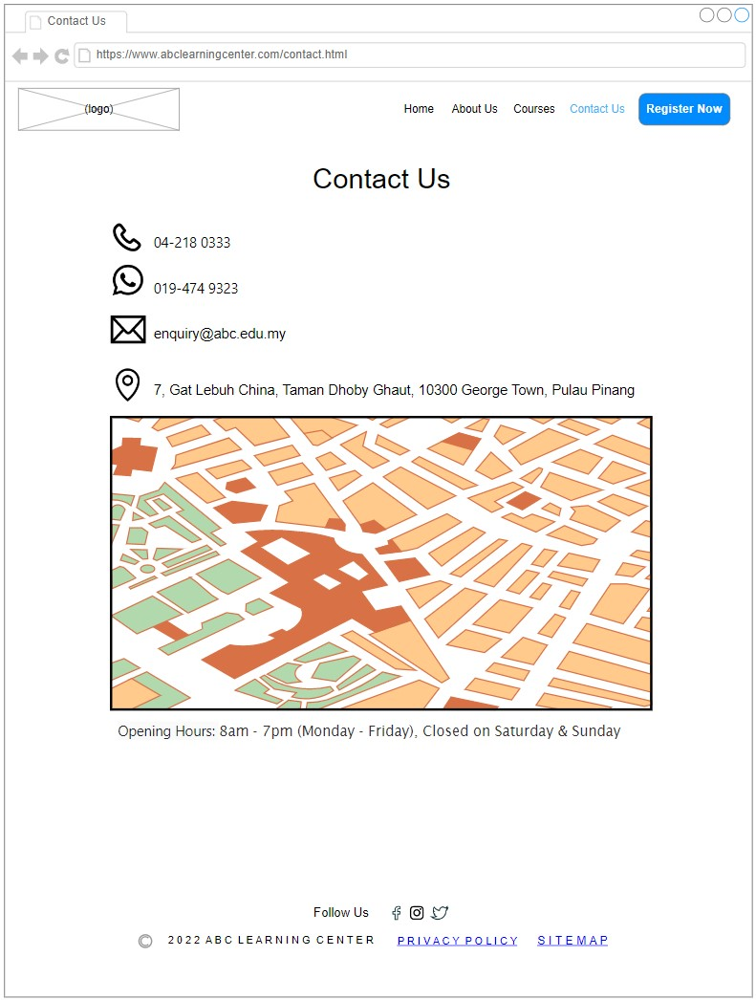 Contact Us
https://www.abclearningcenter.com/contact.html
(logo)
Home About Us Courses Contact Us Register Now
Contact Us
04-218 0333
019-474 9323
enquiry@abc.edu.my
7, Gat Lebuh China, Taman Dhoby Ghaut, 10300 George Town, Pulau Pinang
Opening Hours: 8am - 7pm (Monday - Friday), Closed on Saturday & Sunday
Follow Us
© 2022 ABC LEARNING CENTER PRIVACY POLICY SITEMAP